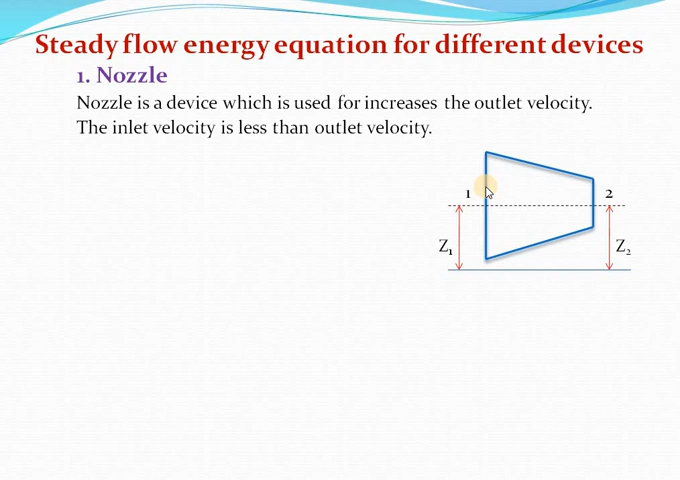 Steady flow energy equation for different devices
1. Nozzle
Nozzle is a device which is used for increases the outlet velocity.
The inlet velocity is less than outlet velocity.
1 2
Z₁ Z₂